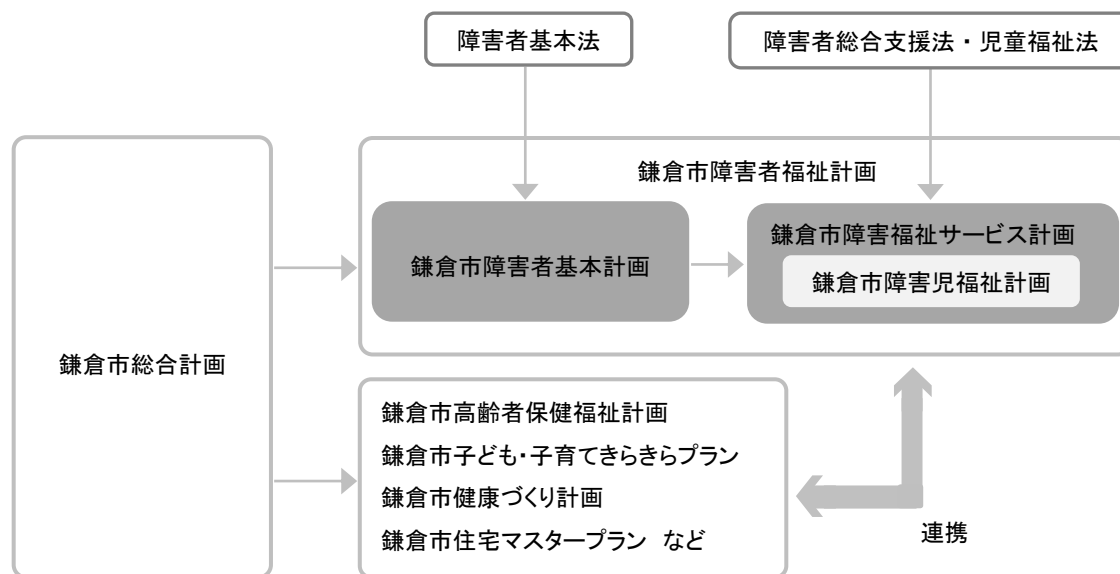 障害者基本法
障害者総合支援法・児童福祉法
鎌倉市障害者福祉計画
鎌倉市障害者基本計画
鎌倉市障害福祉サービス計画
鎌倉市障害児福祉計画
鎌倉市総合計画
鎌倉市高齢者保健福祉計画
鎌倉市子ども・子育てきらきらプラン
鎌倉市健康づくり計画
鎌倉市住宅マスタープラン　など
連携